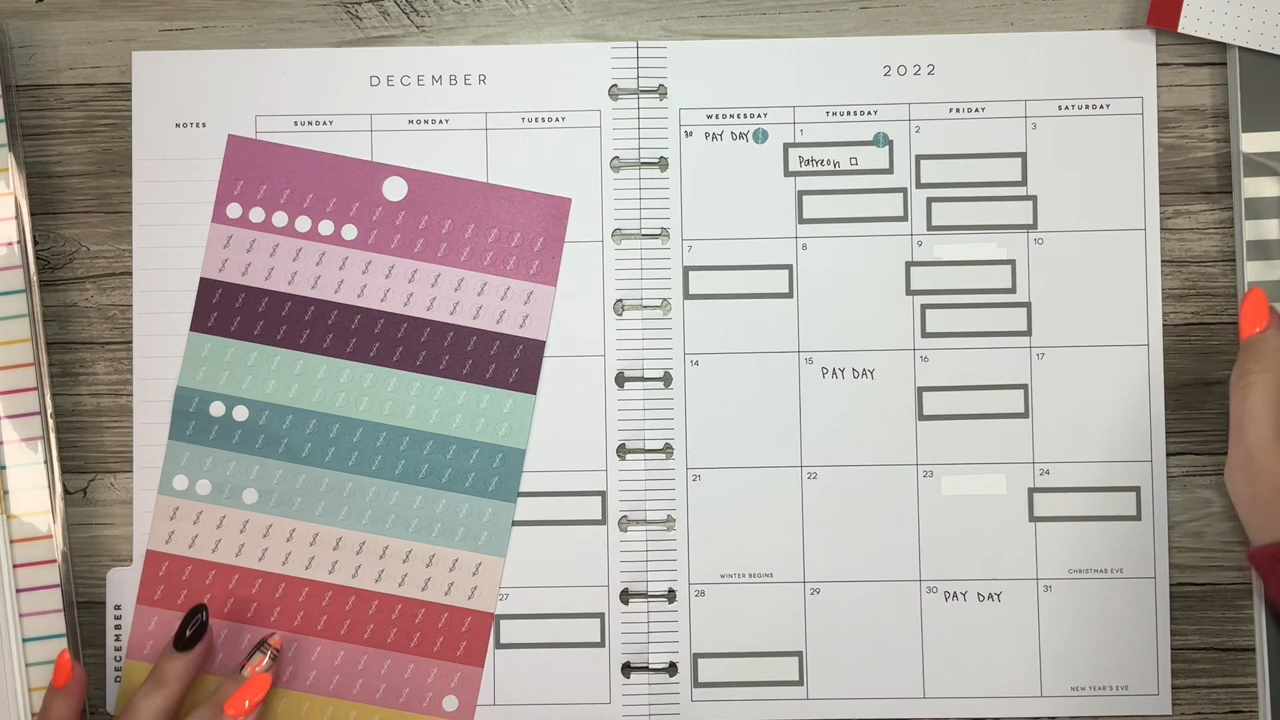 DECEMBER
2022
NOTES
SUNDAY
MONDAY
TUESDAY
WEDNESDAY
THURSDAY
FRIDAY
SATURDAY
30 PAY DAY
1
2
3
Patreon
7
8
9
10
14
15
16
17
PAY DAY
21
22
23
24
WINTER BEGINS
CHRISTMAS EVE
27
28
29
30 PAY DAY
31
NEW YEAR'S EVE
DECEMBER